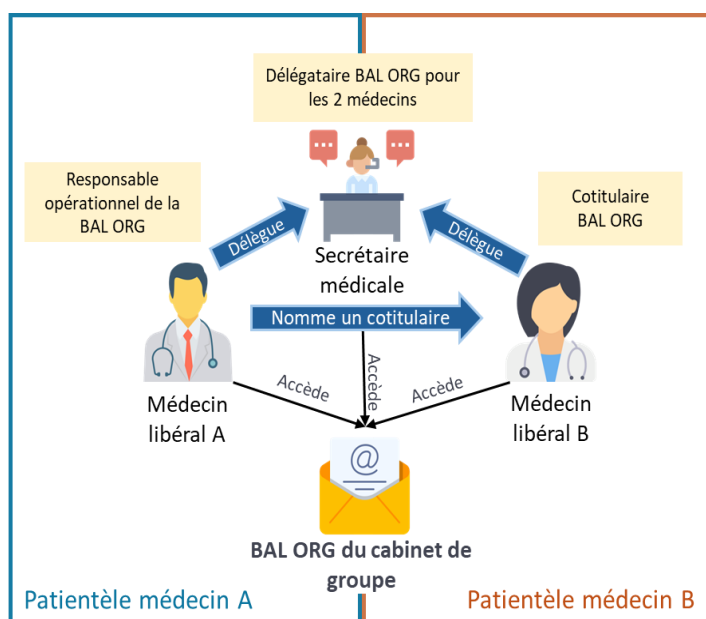 Délégataire BAL ORG pour
les 2 médecins
Responsable
opérationnel de la
BAL ORG
Cotitulaire
BAL ORG
Délègue
Délègue
Secrétaire
médicale
Nomme un cotitulaire
Accède
Accède
Accède
Médecin
libéral A
Médecin
libéral B
@
BAL ORG du cabinet de
groupe
Patientèle médecin A
Patientèle médecin B